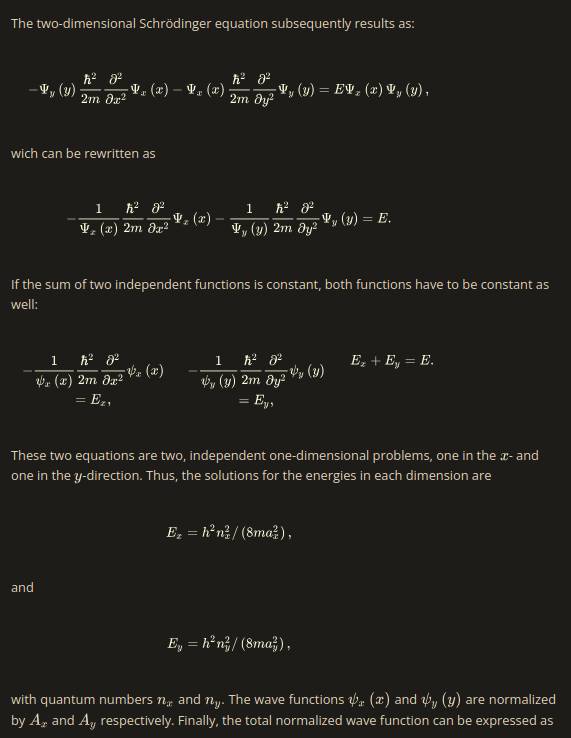 The two-dimensional Schrödinger equation subsequently results as:
−Ψ_y (y) ħ²/2m ∂²/∂x² Ψ_x (x) − Ψ_x (x) ħ²/2m ∂²/∂y² Ψ_y (y) = EΨ_x (x) Ψ_y (y) ,
wich can be rewritten as
− 1/Ψ_x (x) ħ²/2m ∂²/∂x² Ψ_x (x) − 1/Ψ_y (y) ħ²/2m ∂²/∂y² Ψ_y (y) = E.
If the sum of two independent functions is constant, both functions have to be constant as
well:
− 1/ψ_x (x) ħ²/2m ∂²/∂x² ψ_x (x) − 1/ψ_y (y) ħ²/2m ∂²/∂y² ψ_y (y) E_x + E_y = E.
= E_x, = E_y,
These two equations are two, independent one-dimensional problems, one in the x- and
one in the y-direction. Thus, the solutions for the energies in each dimension are
E_x = h²n_x²/ (8ma_x²) ,
and
E_y = h²n_y²/ (8ma_y²) ,
with quantum numbers n_x and n_y. The wave functions ψ_x (x) and ψ_y (y) are normalized
by A_x and A_y respectively. Finally, the total normalized wave function can be expressed as